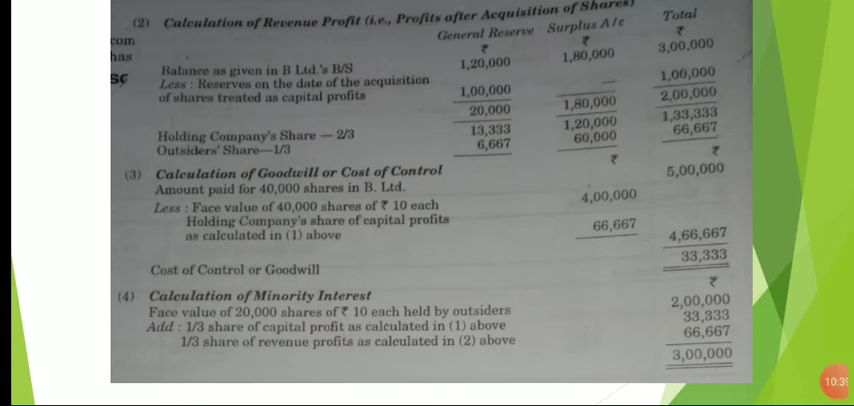 (2) Calculation of Revenue Profit (i.e., Profits after Acquisition of Shares)
General Reserve Surplus A/c Total
₹ ₹ ₹
Balance as given in B Ltd.'s B/S 1,20,000 1,80,000 3,00,000
Less : Reserves on the date of the acquisition
of shares treated as capital profits 1,00,000 — 1,00,000
20,000 1,80,000 2,00,000
Holding Company's Share — 2/3 13,333 1,20,000 1,33,333
Outsiders' Share—1/3 6,667 60,000 66,667
(3) Calculation of Goodwill or Cost of Control ₹ ₹
Amount paid for 40,000 shares in B. Ltd. 5,00,000
Less : Face value of 40,000 shares of ₹ 10 each 4,00,000
Holding Company's share of capital profits
as calculated in (1) above 66,667 4,66,667
Cost of Control or Goodwill 33,333
(4) Calculation of Minority Interest ₹
Face value of 20,000 shares of ₹ 10 each held by outsiders 2,00,000
Add : 1/3 share of capital profit as calculated in (1) above 33,333
1/3 share of revenue profits as calculated in (2) above 66,667
3,00,000
com
has
sc
10:39